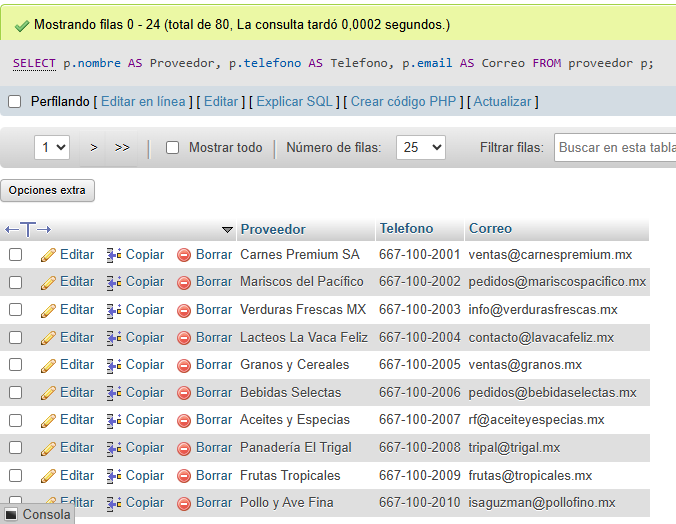 Mostrando filas 0 - 24 (total de 80, La consulta tardó 0,0002 segundos.)
SELECT p.nombre AS Proveedor, p.telefono AS Telefono, p.email AS Correo FROM proveedor p;
Perfilando [ Editar en línea ] [ Editar ] [ Explicar SQL ] [ Crear código PHP ] [ Actualizar ]
1 > >> | Mostrar todo | Número de filas: 25 Filtrar filas: Buscar en esta tabla
Opciones extra
Proveedor Telefono Correo
Editar Copiar Borrar Carnes Premium SA 667-100-2001 ventas@carnespremium.mx
Editar Copiar Borrar Mariscos del Pacífico 667-100-2002 pedidos@mariscospacifico.mx
Editar Copiar Borrar Verduras Frescas MX 667-100-2003 info@verdurasfrescas.mx
Editar Copiar Borrar Lacteos La Vaca Feliz 667-100-2004 contacto@lavacafeliz.mx
Editar Copiar Borrar Granos y Cereales 667-100-2005 ventas@granos.mx
Editar Copiar Borrar Bebidas Selectas 667-100-2006 pedidos@bebidaselectas.mx
Editar Copiar Borrar Aceites y Especias 667-100-2007 rf@aceiteyespecias.mx
Editar Copiar Borrar Panadería El Trigal 667-100-2008 tripal@trigal.mx
Editar Copiar Borrar Frutas Tropicales 667-100-2009 frutas@tropicales.mx
Editar Copiar Borrar Pollo y Ave Fina 667-100-2010 isaguzman@pollofino.mx
Consola